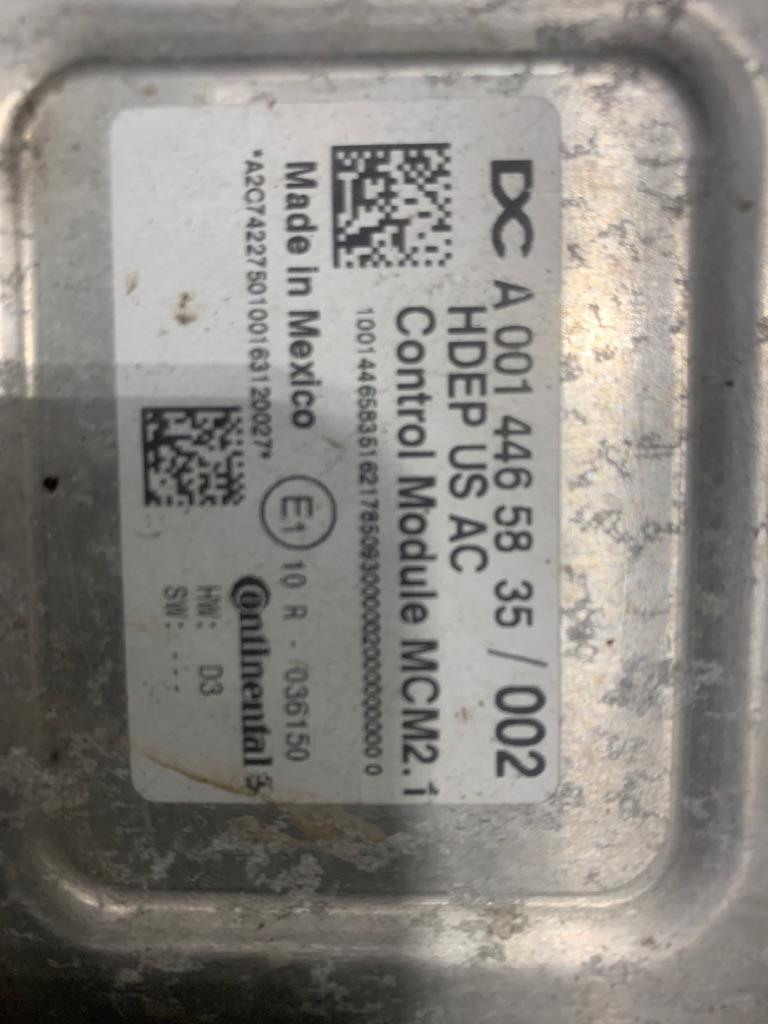 DC A 001 446 58 35 / 002
HDEP US AC
Control Module MCM2.1
10014465835162178509300000200000000000 0
Made in Mexico
E1 10 R - 036150
*A2C7422750100163120027*
Continental
HW: D3
SW: ---